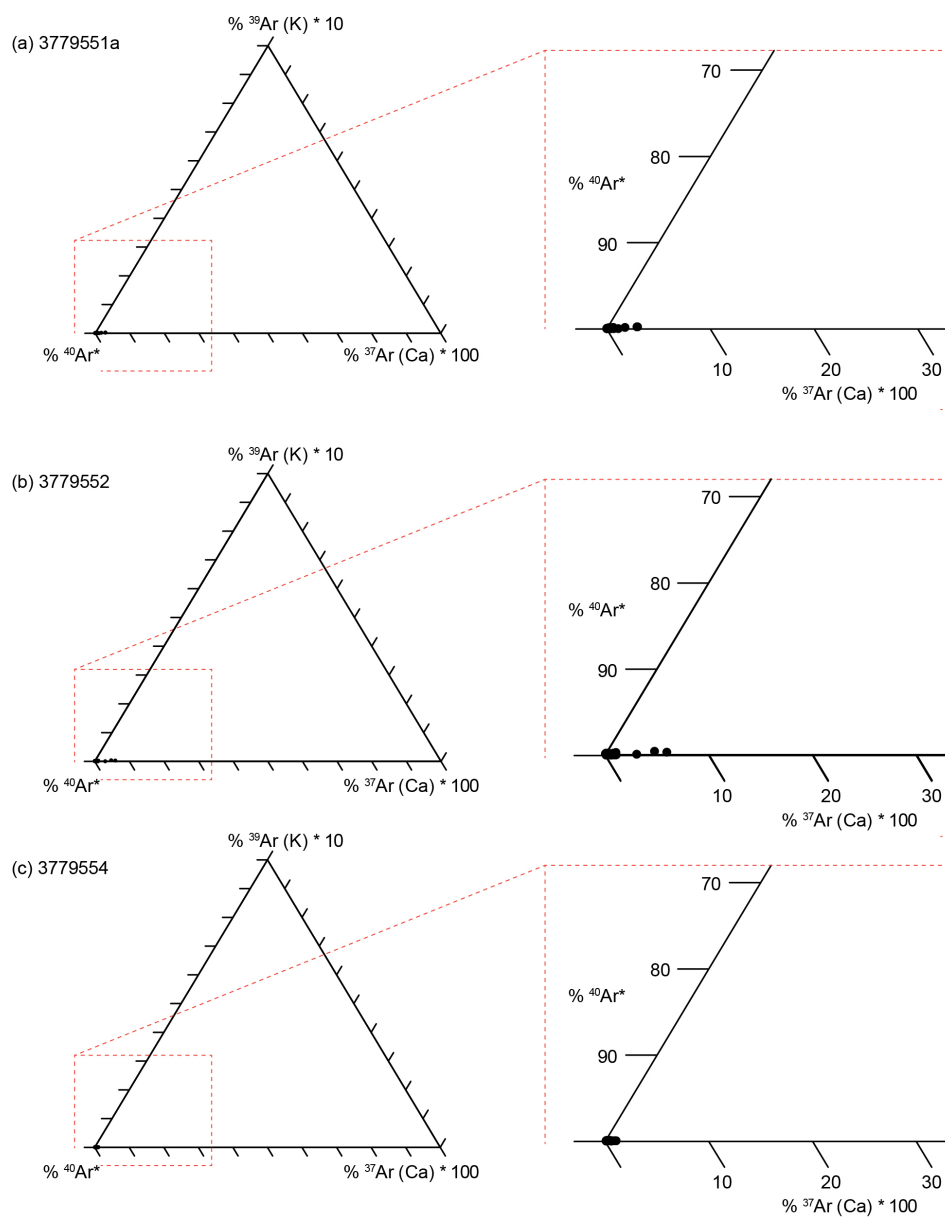 % ³⁹Ar (K) * 10
(a) 3779551a
70
80
% ⁴⁰Ar*
90
% ⁴⁰Ar*
% ³⁷Ar (Ca) * 100
10
20
30
% ³⁷Ar (Ca) * 100
% ³⁹Ar (K) * 10
(b) 3779552
70
80
% ⁴⁰Ar*
90
% ⁴⁰Ar*
% ³⁷Ar (Ca) * 100
10
20
30
% ³⁷Ar (Ca) * 100
% ³⁹Ar (K) * 10
(c) 3779554
70
80
% ⁴⁰Ar*
90
% ⁴⁰Ar*
% ³⁷Ar (Ca) * 100
10
20
30
% ³⁷Ar (Ca) * 100